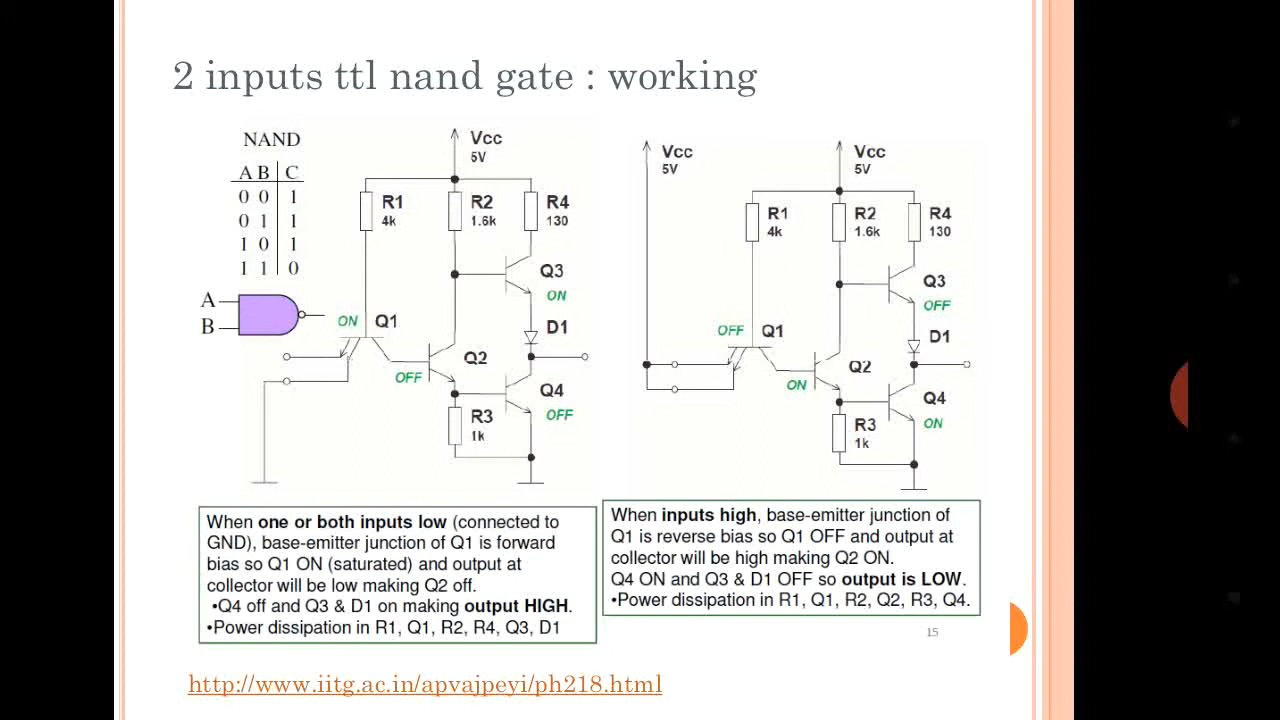 2 inputs ttl nand gate : working
NAND
A B C
0 0 1
0 1 1
1 0 1
1 1 0
A
B
Vcc
5V
R1
4k
R2
1.6k
R4
130
Q3
ON
ON
Q1
D1
Q2
OFF
Q4
OFF
R3
1k
Vcc
5V
Vcc
5V
R1
4k
R2
1.6k
R4
130
Q3
OFF
OFF
Q1
D1
Q2
ON
Q4
ON
R3
1k
When one or both inputs low (connected to
GND), base-emitter junction of Q1 is forward
bias so Q1 ON (saturated) and output at
collector will be low making Q2 off.
•Q4 off and Q3 & D1 on making output HIGH.
•Power dissipation in R1, Q1, R2, R4, Q3, D1
When inputs high, base-emitter junction of
Q1 is reverse bias so Q1 OFF and output at
collector will be high making Q2 ON.
Q4 ON and Q3 & D1 OFF so output is LOW.
•Power dissipation in R1, Q1, R2, Q2, R3, Q4.
15
http://www.iitg.ac.in/apvajpeyi/ph218.html